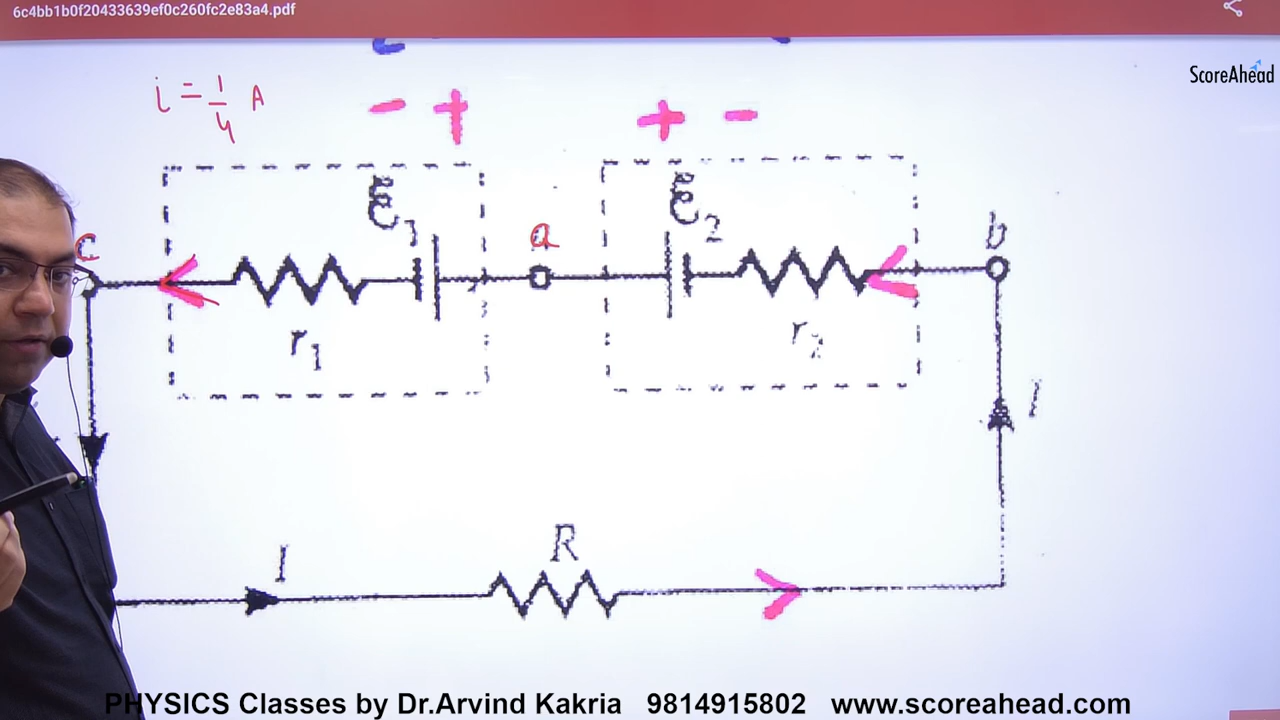 6c4bb1b0f20433639ef0c260fc2e83a4.pdf
ScoreAhead
i = 1/4 A
- + + -
ℰ1 ℰ2
c a b
r1 r2
I
I R
PHYSICS Classes by Dr.Arvind Kakria 9814915802 www.scoreahead.com